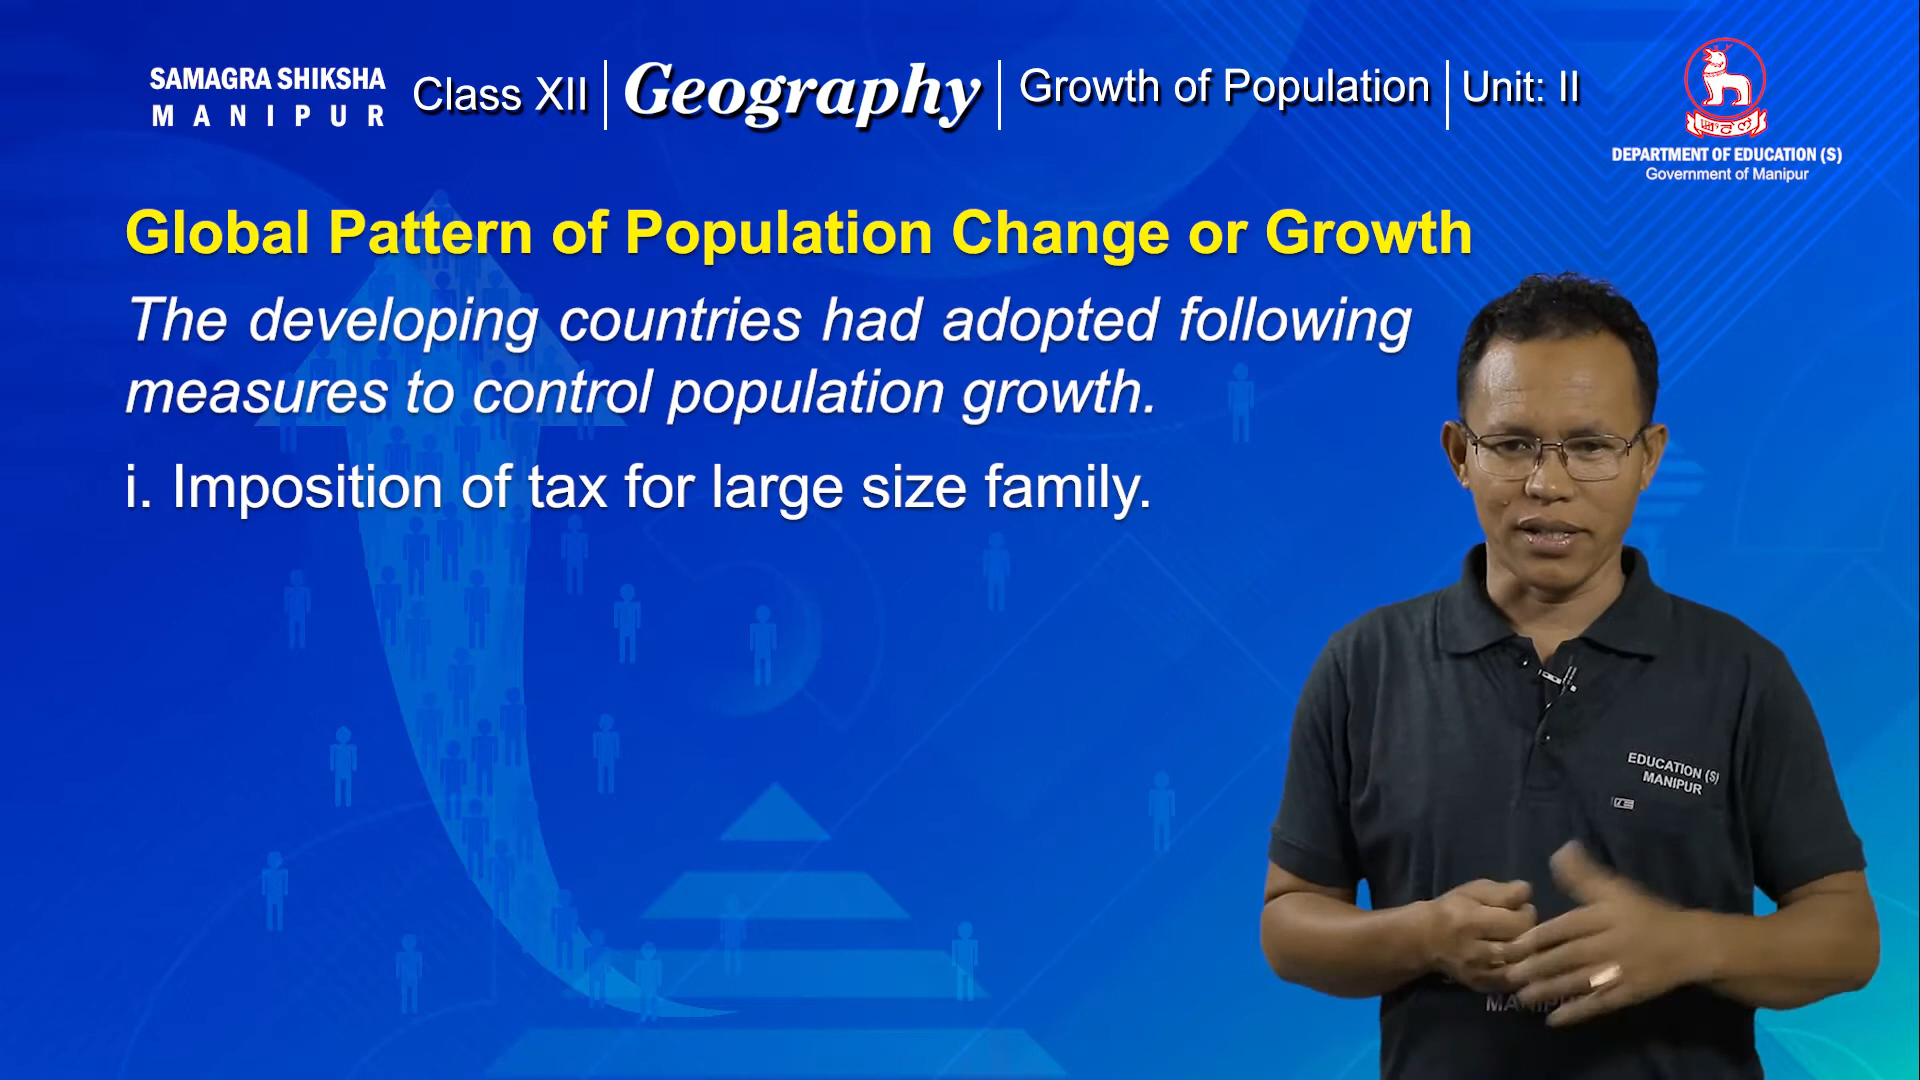 SAMAGRA SHIKSHA
MANIPUR
Class XII
Geography
Growth of Population
Unit: II
DEPARTMENT OF EDUCATION (S)
Government of Manipur
Global Pattern of Population Change or Growth
The developing countries had adopted following
measures to control population growth.
i. Imposition of tax for large size family.
EDUCATION (S)
MANIPUR